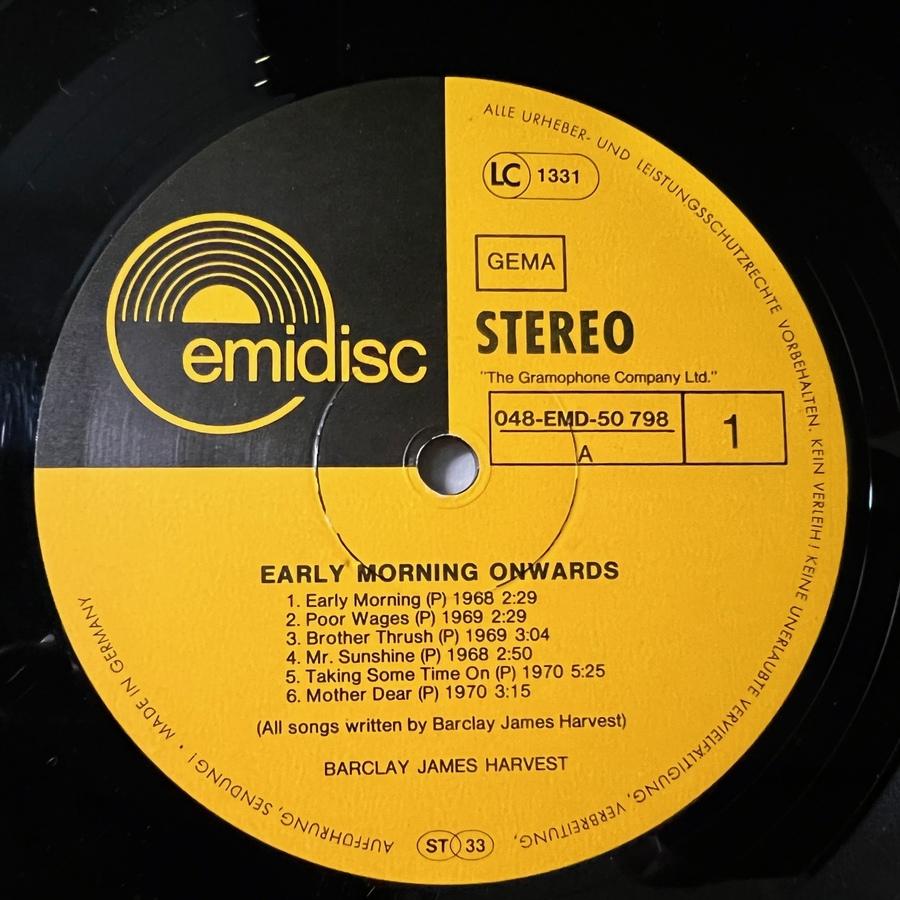 ALLE URHEBER- UND LEISTUNGSSCHUTZRECHTE VORBEHALTEN. KEIN VERLEIH! KEINE UNERLAUBTE VERVIELFÄLTIGUNG, VERBREITUNG,
AUFFÜHRUNG, SENDUNG! • MADE IN GERMANY
LC 1331
GEMA
STEREO
emidisc
"The Gramophone Company Ltd."
048-EMD-50 798
A
1
EARLY MORNING ONWARDS
1. Early Morning (P) 1968 2:29
2. Poor Wages (P) 1969 2:29
3. Brother Thrush (P) 1969 3:04
4. Mr. Sunshine (P) 1968 2:50
5. Taking Some Time On (P) 1970 5:25
6. Mother Dear (P) 1970 3:15
(All songs written by Barclay James Harvest)
BARCLAY JAMES HARVEST
ST 33